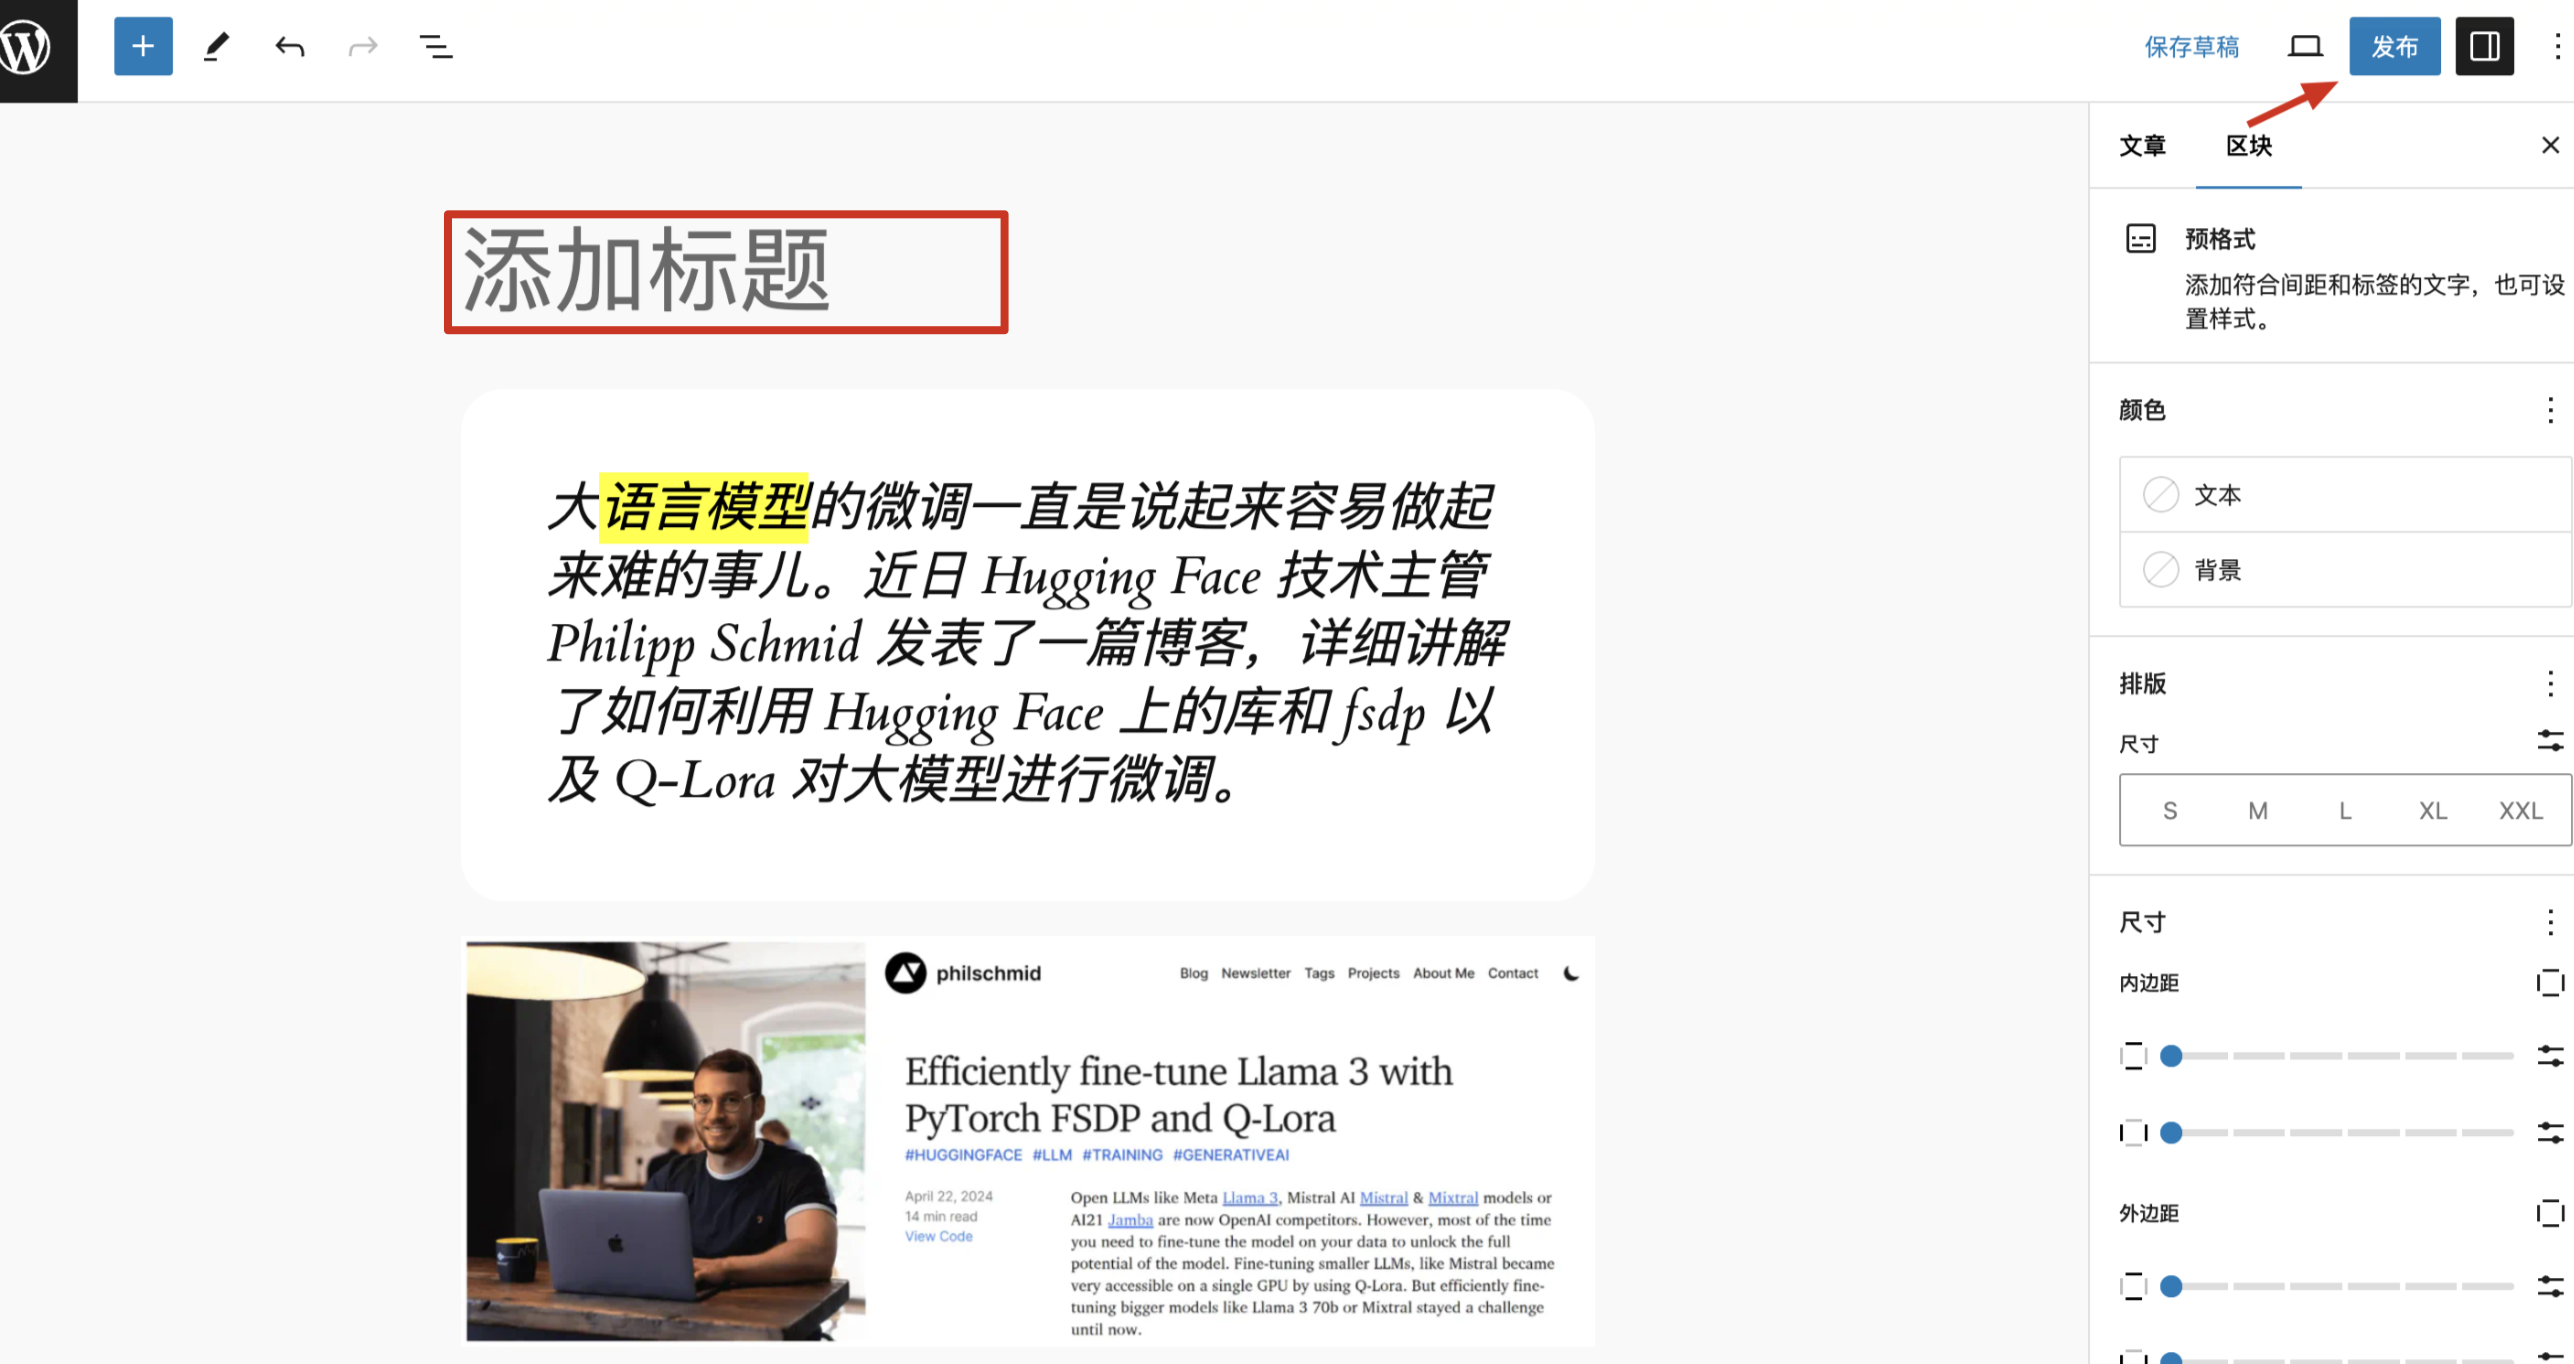 保存草稿
发布
文章 区块
添加标题
预格式
添加符合间距和标签的文字，也可设
置样式。
颜色
文本
背景
大语言模型的微调一直是说起来容易做起
来难的事儿。近日 Hugging Face 技术主管
Philipp Schmid 发表了一篇博客，详细讲解
了如何利用 Hugging Face 上的库和 fsdp 以
及 Q-Lora 对大模型进行微调。
排版
尺寸
S M L XL XXL
尺寸
内边距
外边距
philschmid
Blog Newsletter Tags Projects About Me Contact
Efficiently fine-tune Llama 3 with
PyTorch FSDP and Q-Lora
#HUGGINGFACE #LLM #TRAINING #GENERATIVEAI
April 22, 2024
14 min read
View Code
Open LLMs like Meta Llama 3, Mistral AI Mistral & Mixtral models or
AI21 Jamba are now OpenAI competitors. However, most of the time
you need to fine-tune the model on your data to unlock the full
potential of the model. Fine-tuning smaller LLMs, like Mistral became
very accessible on a single GPU by using Q-Lora. But efficiently fine-
tuning bigger models like Llama 3 70b or Mixtral stayed a challenge
until now.